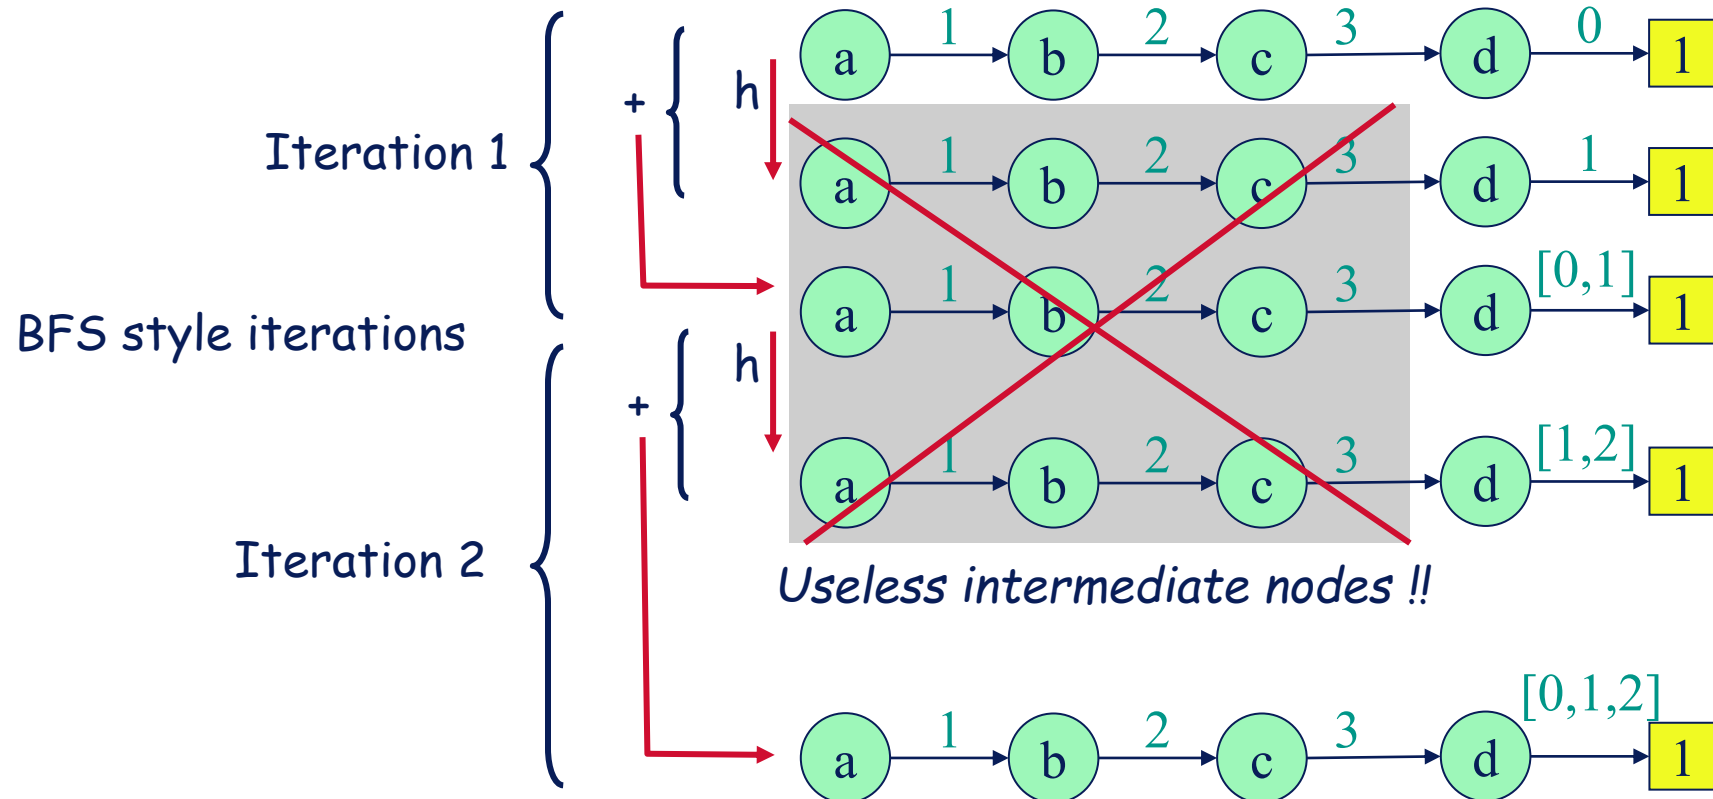 a 1 b 2 c 3 d 0 1
+ h
Iteration 1
a 1 b 2 c 3 d 1 1
a 1 b 2 c 3 d [0,1] 1
BFS style iterations
+ h
a 1 b 2 c 3 d [1,2] 1
Iteration 2
Useless intermediate nodes !!
a 1 b 2 c 3 d [0,1,2] 1